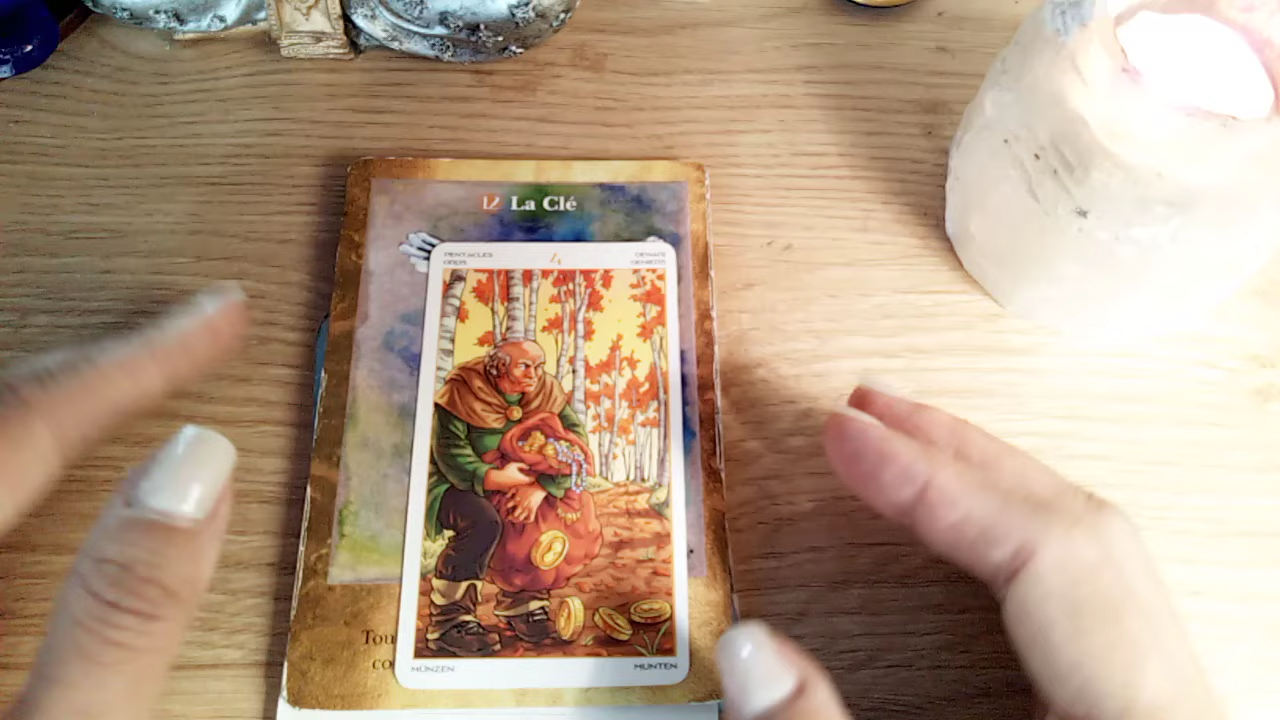 12 La Clé
PENTACLES 4 DENARI
OROS DENIERS
Tou
co
MÜNZEN MUNTEN